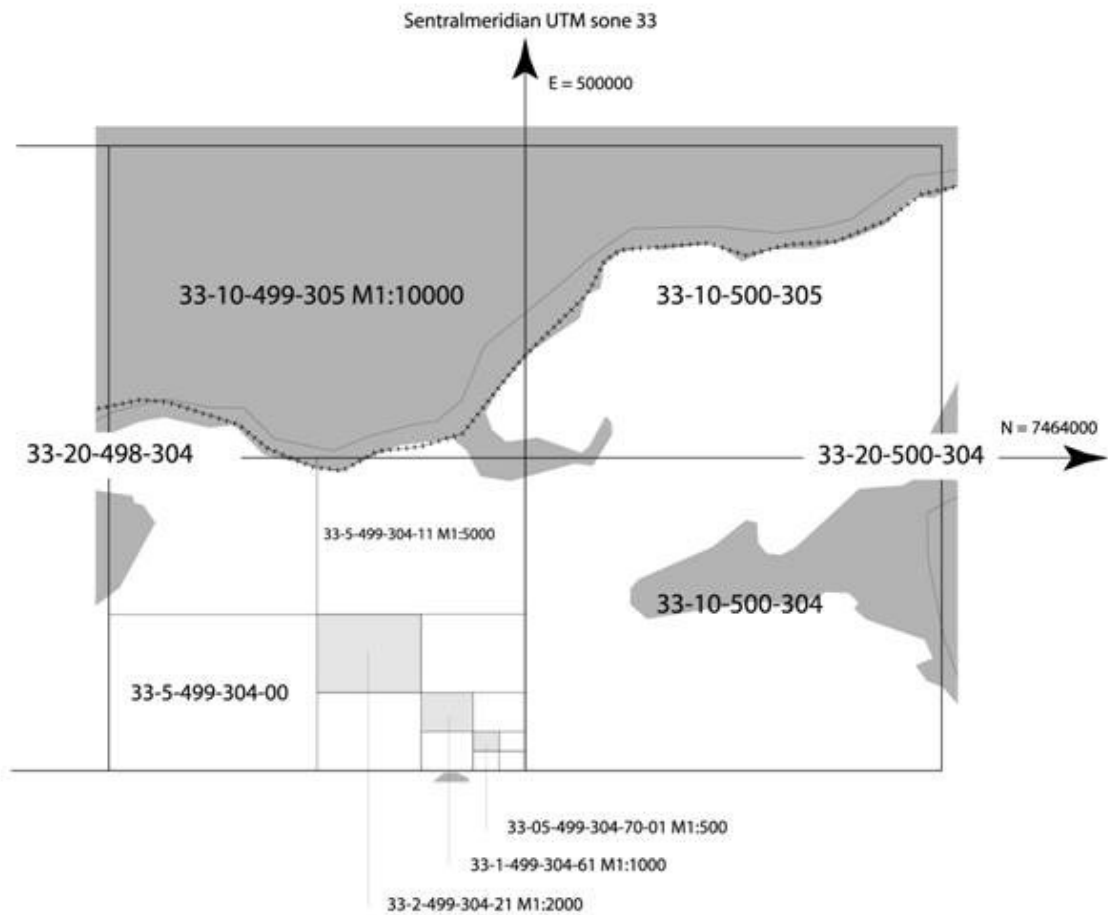 Sentralmeridian UTM sone 33
E = 500000
33-10-499-305 M1:10000
33-10-500-305
N = 7464000
33-20-498-304
33-20-500-304
33-5-499-304-11 M1:5000
33-10-500-304
33-5-499-304-00
33-05-499-304-70-01 M1:500
33-1-499-304-61 M1:1000
33-2-499-304-21 M1:2000